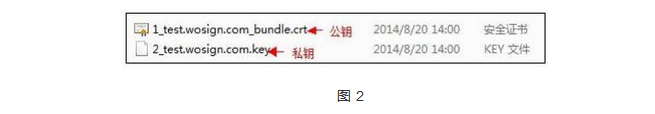 1_test.wosign.com_bundle.crt 公钥 2014/8/20 14:00 安全证书
2_test.wosign.com.key 私钥 2014/8/20 14:00 KEY 文件
图 2